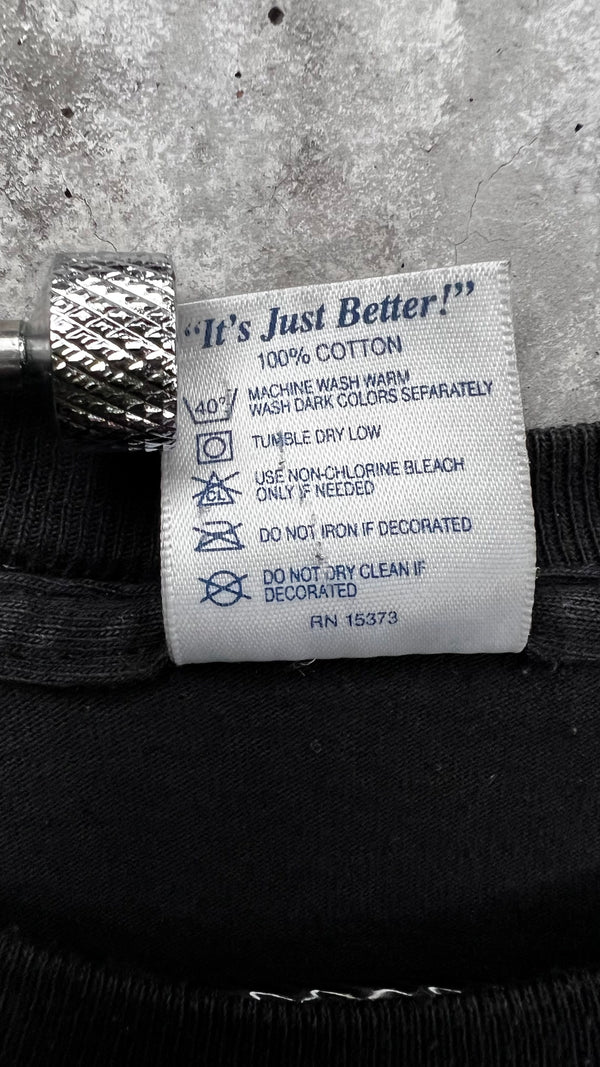 “It's Just Better!”
100% COTTON
40°
MACHINE WASH WARM
WASH DARK COLORS SEPARATELY
TUMBLE DRY LOW
CL
USE NON-CHLORINE BLEACH
ONLY IF NEEDED
DO NOT IRON IF DECORATED
DO NOT DRY CLEAN IF
DECORATED
RN 15373